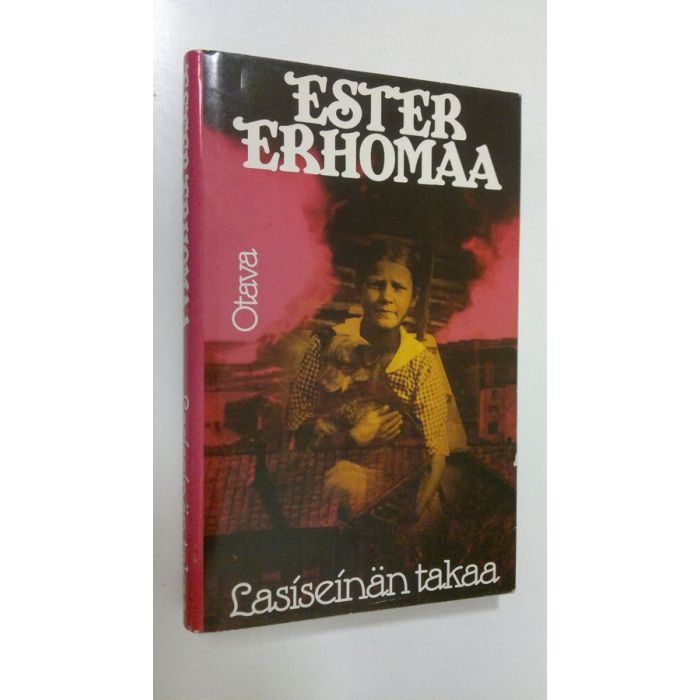 ESTER
ERHOMAA
Otava
Lasiseinän takaa